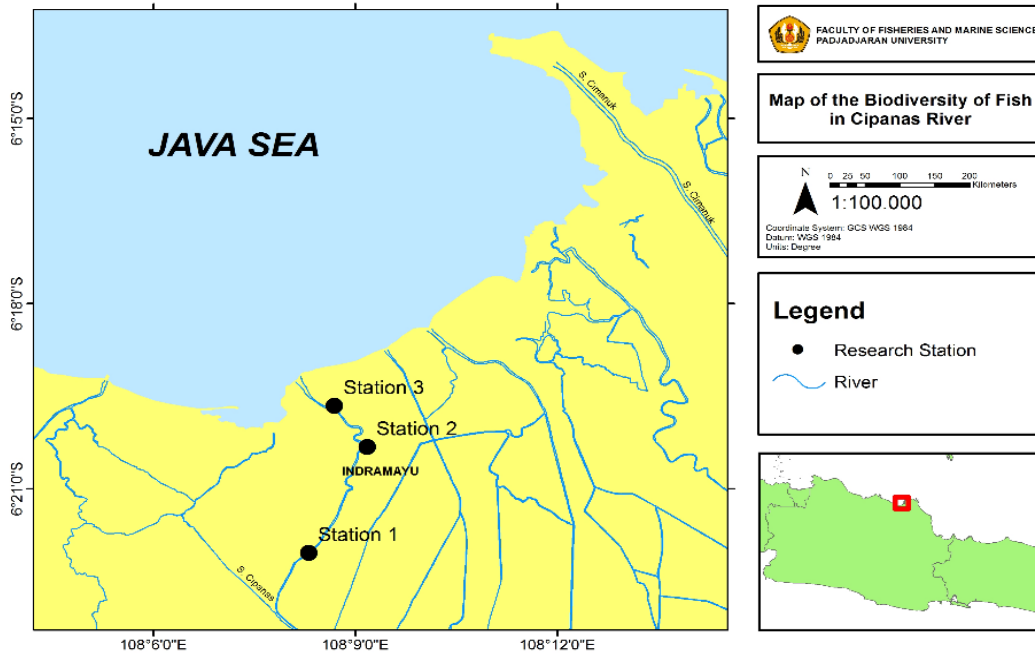 FACULTY OF FISHERIES AND MARINE SCIENCE
PADJADJARAN UNIVERSITY
Map of the Biodiversity of Fish
in Cipanas River
N
0 25 50 100 150 200
Kilometers
1:100.000
Coordinate System: GCS WGS 1984
Datum: WGS 1984
Units: Degree
Legend
Research Station
River
JAVA SEA
S. Cimanuk
S. Cimanuk
Station 3
Station 2
INDRAMAYU
Station 1
S. Cipanas
6°15'0"S
6°18'0"S
6°21'0"S
108°6'0"E
108°9'0"E
108°12'0"E